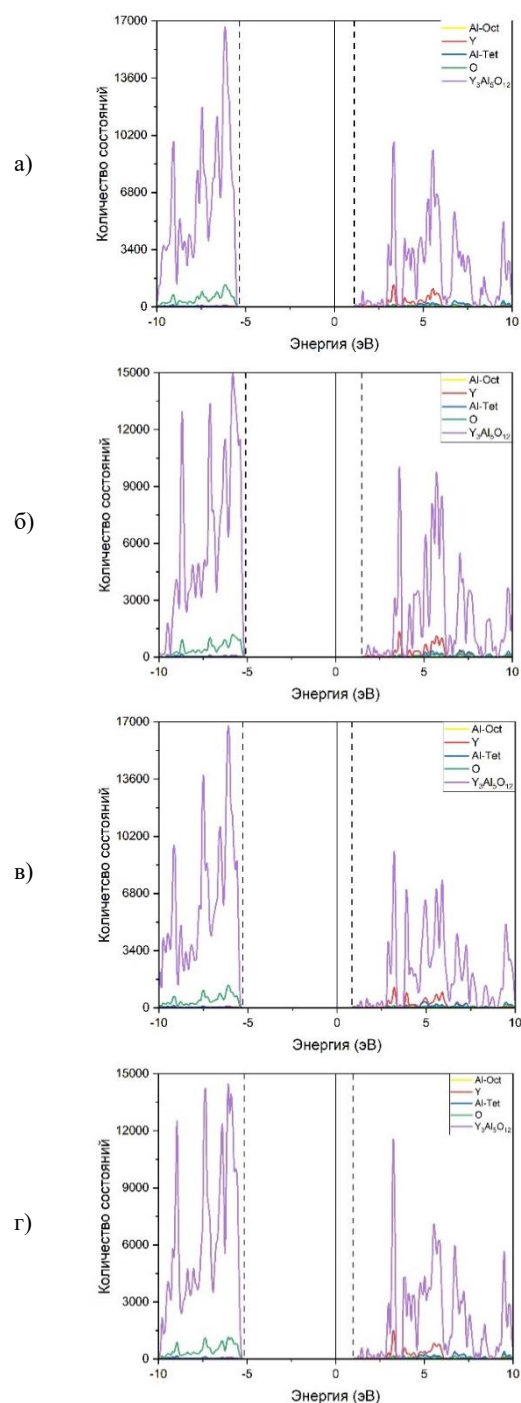 а)
Количество состояний
17000
13600
10200
6800
3400
0
-10
-5
0
5
10
Энергия (эВ)
Al-Oct
Y
Al-Tet
O
Y₃Al₅O₁₂
б)
Количество состояний
15000
12000
9000
6000
3000
0
-10
-5
0
5
10
Энергия (эВ)
Al-Oct
Y
Al-Tet
O
Y₃Al₅O₁₂
в)
Количетсво состояний
17000
13600
10200
6800
3400
0
-10
-5
0
5
10
Энергия (эВ)
Al-Oct
Y
Al-Tet
O
Y₃Al₅O₁₂
г)
Количество состояний
15000
12000
9000
6000
3000
0
-10
-5
0
5
10
Энергия (эВ)
Al-Oct
Y
Al-Tet
O
Y₃Al₅O₁₂